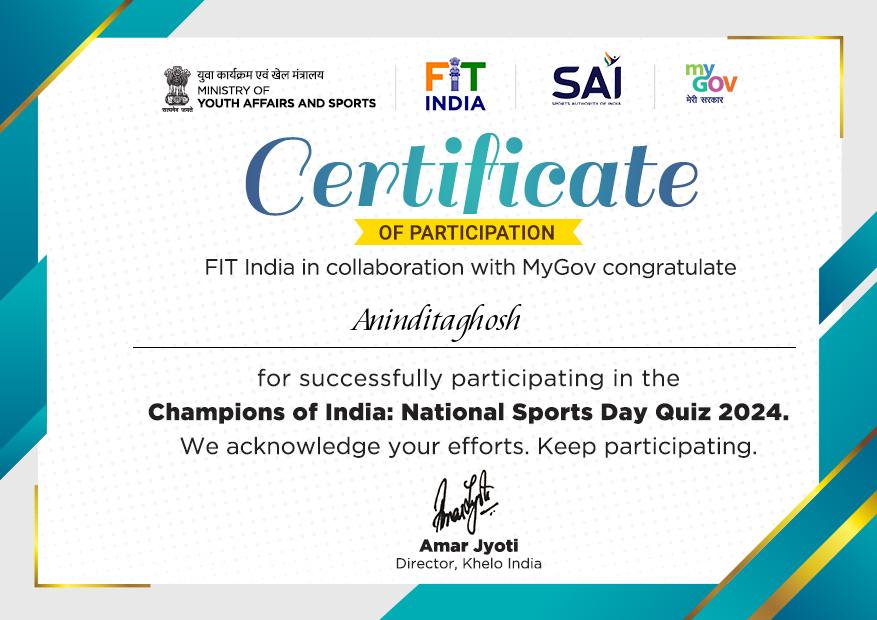 युवा कार्यक्रम एवं खेल मंत्रालय
MINISTRY OF
YOUTH AFFAIRS AND SPORTS
सत्यमेव जयते
FIT
INDIA
SAI
SPORTS AUTHORITY OF INDIA
my
GOV
मेरी सरकार
Certificate
OF PARTICIPATION
FIT India in collaboration with MyGov congratulate
Aninditaghosh
for successfully participating in the
Champions of India: National Sports Day Quiz 2024.
We acknowledge your efforts. Keep participating.
Amar Jyoti
Amar Jyoti
Director, Khelo India